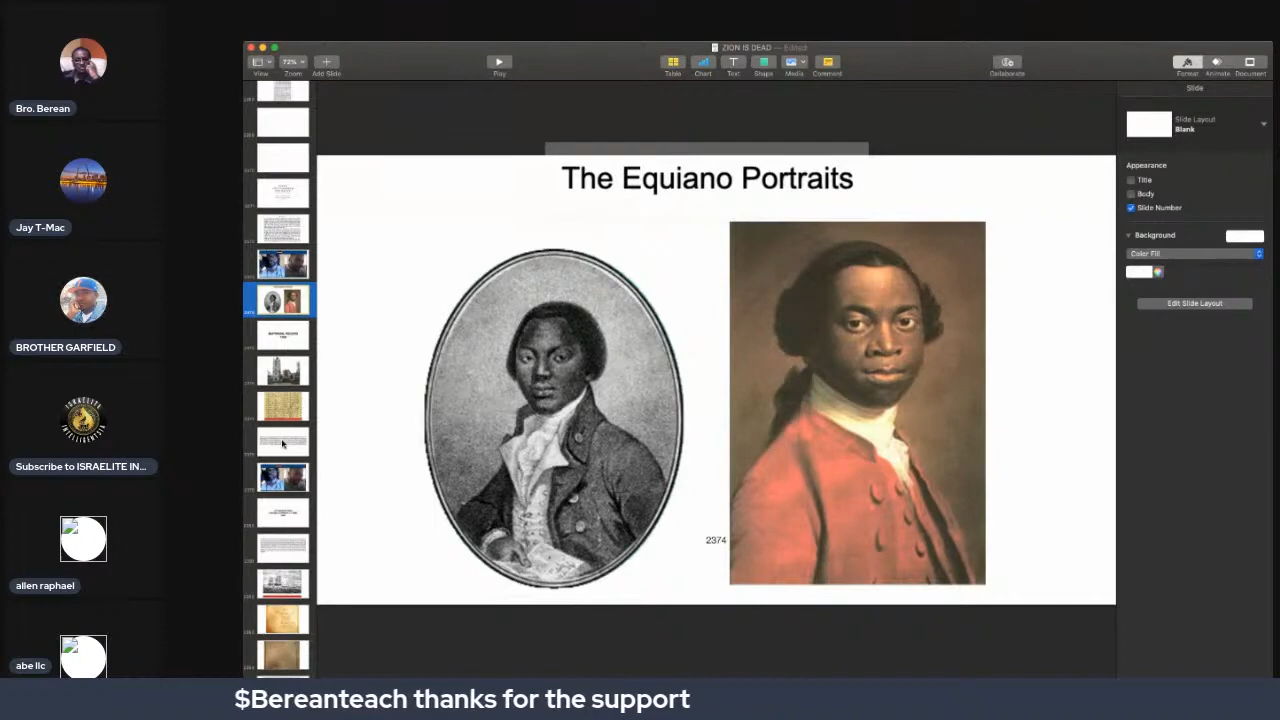 Bro. Berean
Jay T-Mac
BROTHER GARFIELD
ISRAELITE
Subscribe to ISRAELITE IN...
allen raphael
abe llc
ZION IS DEAD — Edited
View
72%
Zoom
Add Slide
Play
Table
Chart
Text
Shape
Media
Comment
Collaborate
Format
Animate
Document
The Equiano Portraits
2374
Slide
Slide Layout
Blank
Appearance
Title
Body
Slide Number
Background
Color Fill
Edit Slide Layout
$Bereanteach thanks for the support